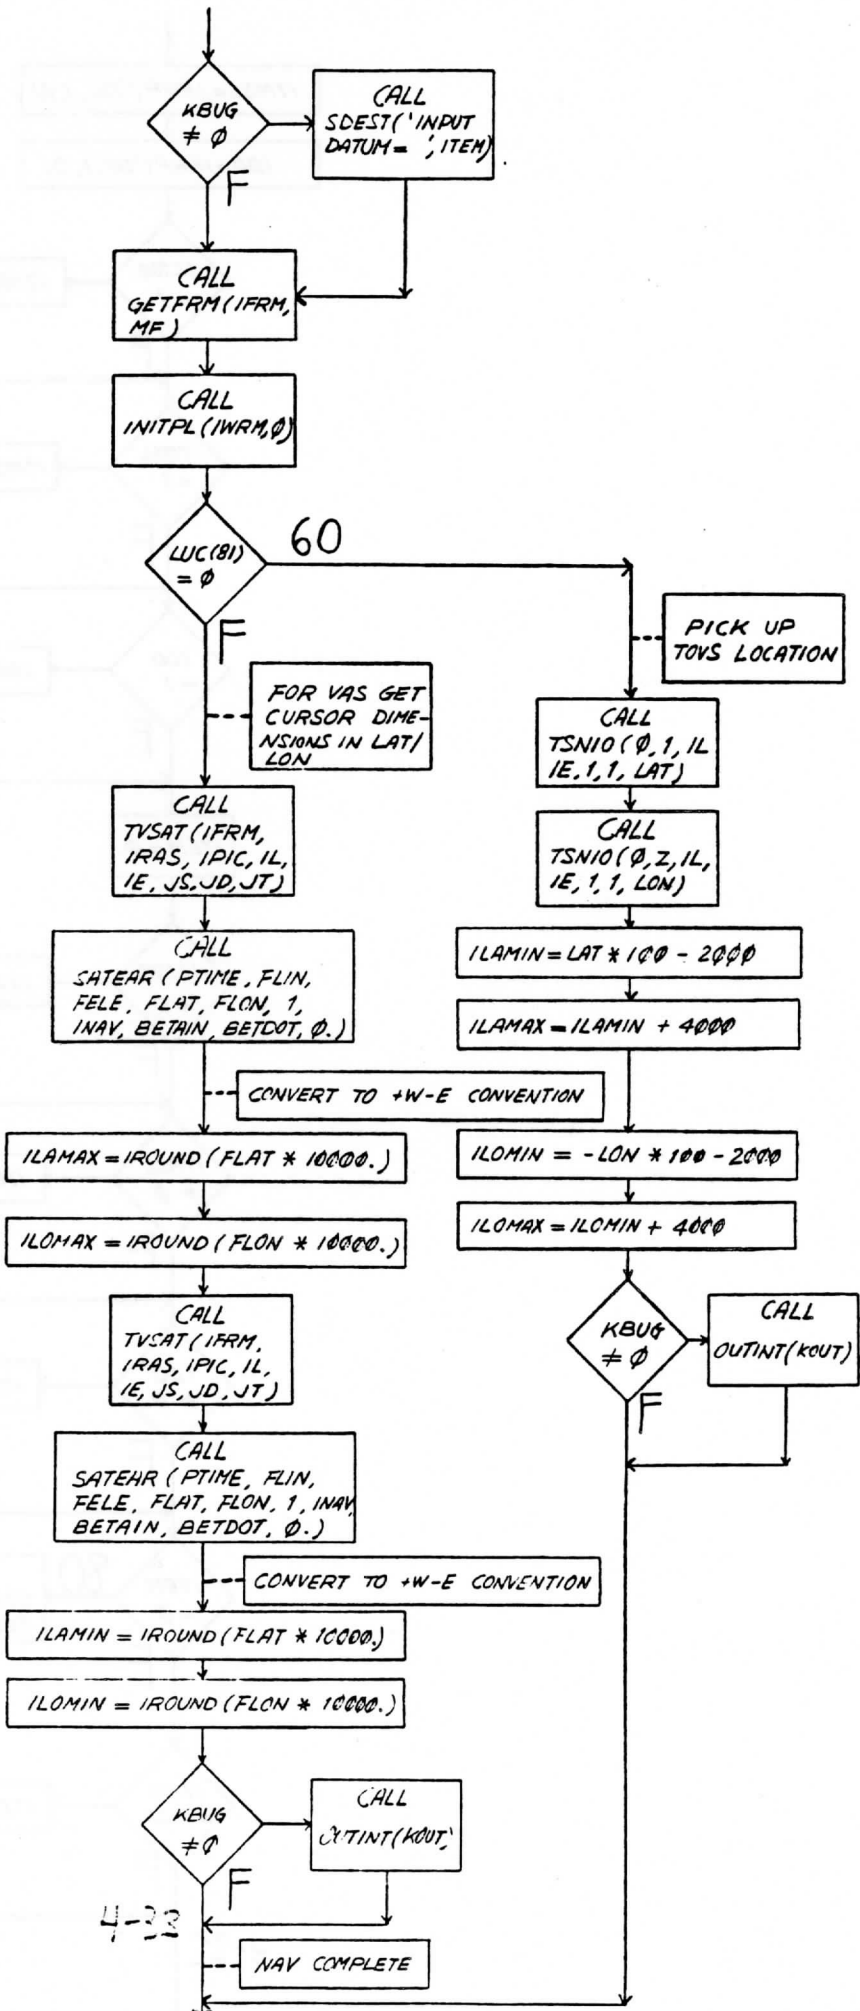 KBUG
≠ Ø
CALL
SDEST('INPUT
DATUM= ', ITEM)
F
CALL
GETFRM(IFRM,
MF)
CALL
INITPL(IWRM,Ø)
LUC(81)
= Ø
60
F
PICK UP
TOVS LOCATION
FOR VAS GET
CURSOR DIME-
NSIONS IN LAT/
LON
CALL
TSNIO(Ø,1,IL
IE,1,1,LAT)
CALL
TVSAT(IFRM,
IRAS, IPIC, IL,
IE, JS, JD, JT)
CALL
TSNIO(Ø,2,IL,
IE,1,1,LON)
CALL
SATEAR (PTIME, FLIN,
FELE, FLAT, FLON, 1,
INAV, BETAIN, BETDOT, Ø.)
ILAMIN=LAT * 1ØØ - 2ØØØ
ILAMAX=ILAMIN + 4ØØØ
CONVERT TO +W-E CONVENTION
ILAMAX=IROUND(FLAT * 1ØØØØ.)
ILOMIN = -LON * 1ØØ - 2ØØØ
ILOMAX=IROUND(FLON * 1ØØØØ.)
ILOMAX=ILOMIN + 4ØØØ
CALL
TVSAT(IFRM,
IRAS, IPIC, IL,
IE, JS, JD, JT)
KBUG
≠ Ø
CALL
OUTINT(KOUT)
F
CALL
SATEAR (PTIME, FLIN,
FELE, FLAT, FLON, 1, INAV,
BETAIN, BETDOT, Ø.)
CONVERT TO +W-E CONVENTION
ILAMIN = IROUND(FLAT * 1ØØØØ.)
ILOMIN = IROUND(FLON * 1ØØØØ.)
KBUG
≠ Ø
CALL
OUTINT(KOUT)
F
4-33
NAV COMPLETE